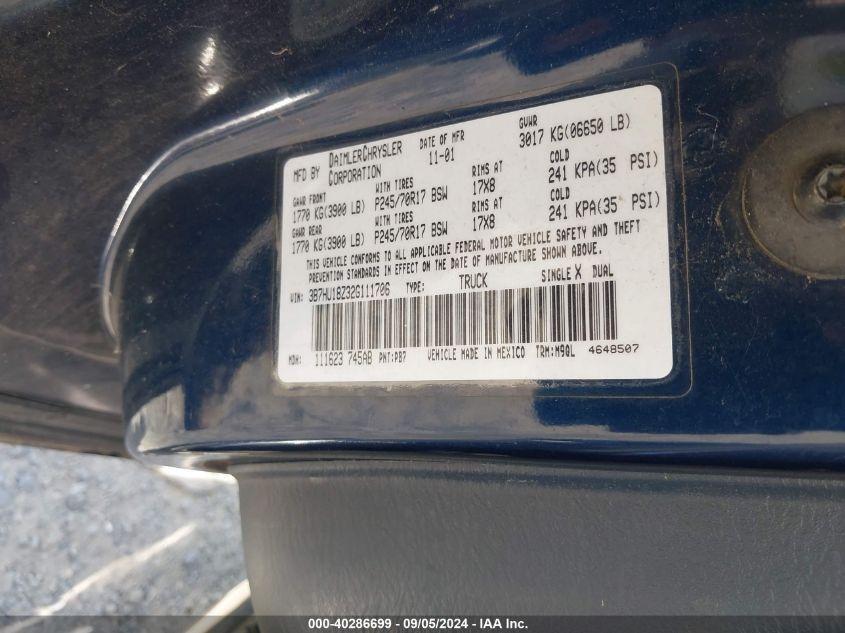 MFD BY DAIMLERCHRYSLER CORPORATION DATE OF MFR 11-01 GVWR 3017 KG(06650 LB)
GAWR FRONT WITH TIRES RIMS AT COLD
1770 KG(3900 LB) P245/70R17 BSW 17X8 241 KPA(35 PSI)
GAWR REAR WITH TIRES RIMS AT COLD
1770 KG(3900 LB) P245/70R17 BSW 17X8 241 KPA(35 PSI)
THIS VEHICLE CONFORMS TO ALL APPLICABLE FEDERAL MOTOR VEHICLE SAFETY AND THEFT
PREVENTION STANDARDS IN EFFECT ON THE DATE OF MANUFACTURE SHOWN ABOVE.
VIN: 3B7HU18Z32G111706 TYPE: TRUCK SINGLE X DUAL
MDH: 111623 745AB PNT:PB7 VEHICLE MADE IN MEXICO TRM:M9QL 4648507
000-40286699 - 09/05/2024 - IAA Inc.